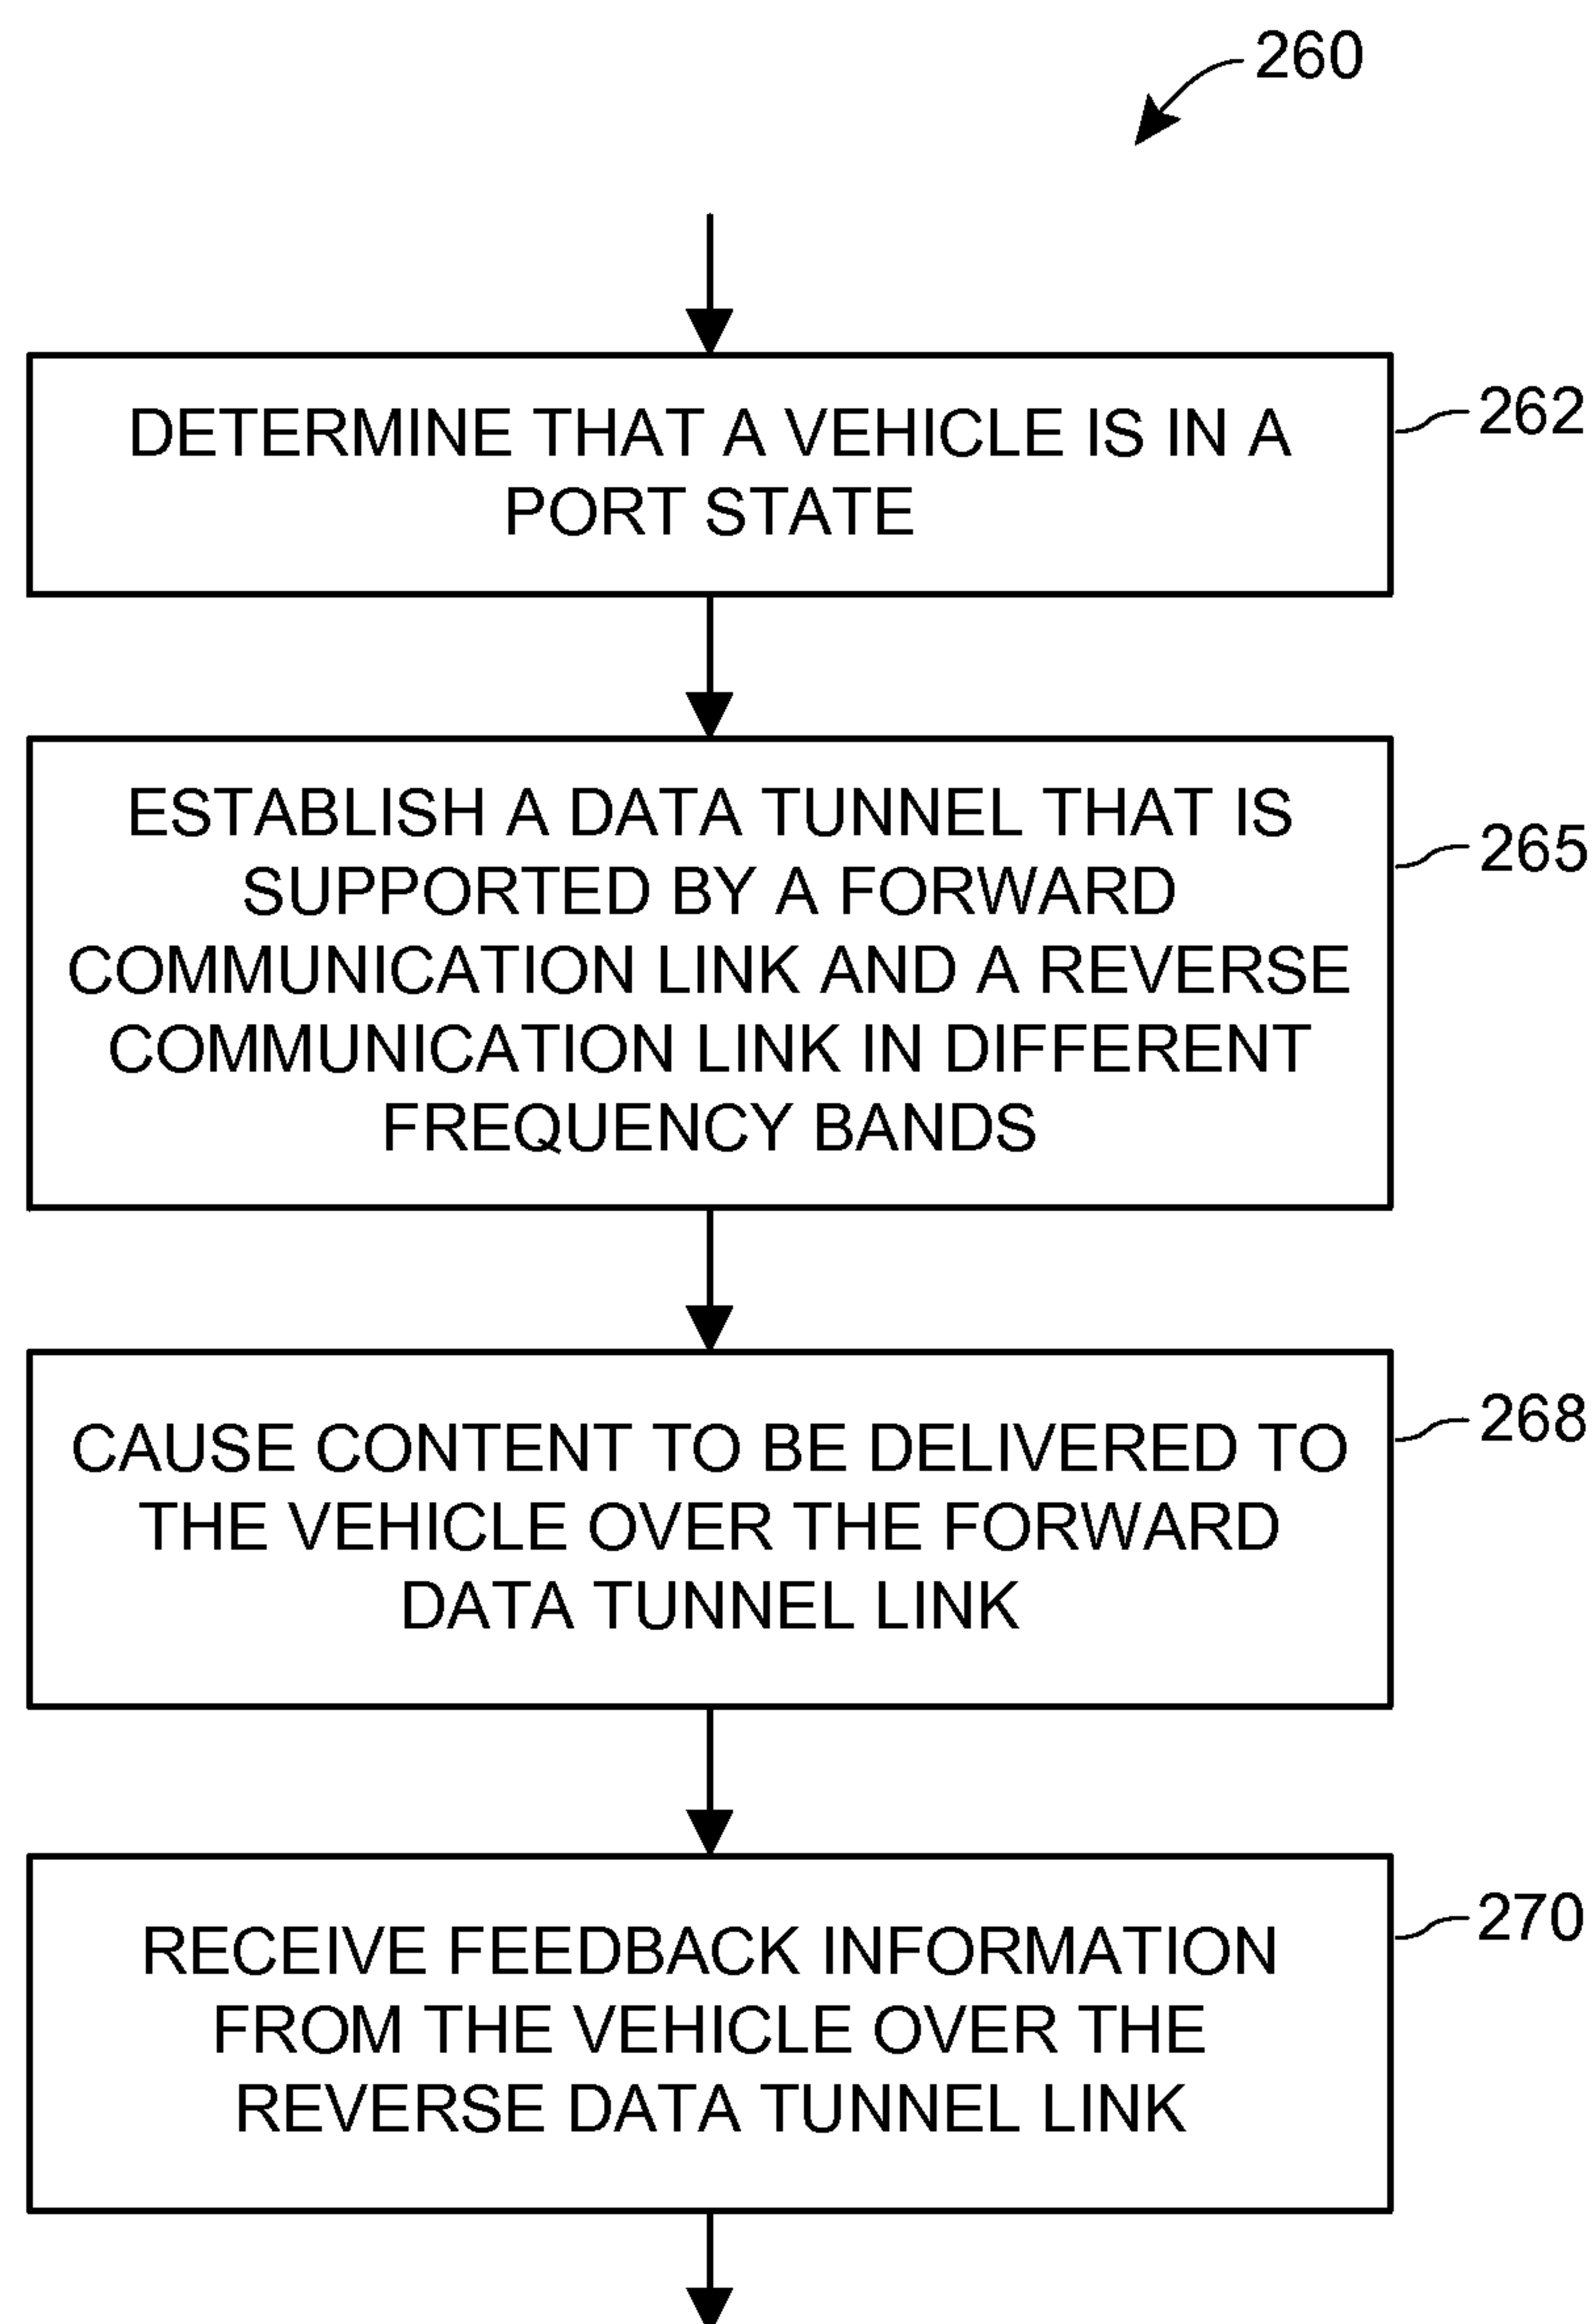 260
DETERMINE THAT A VEHICLE IS IN A
PORT STATE
262
ESTABLISH A DATA TUNNEL THAT IS
SUPPORTED BY A FORWARD
COMMUNICATION LINK AND A REVERSE
COMMUNICATION LINK IN DIFFERENT
FREQUENCY BANDS
265
CAUSE CONTENT TO BE DELIVERED TO
THE VEHICLE OVER THE FORWARD
DATA TUNNEL LINK
268
RECEIVE FEEDBACK INFORMATION
FROM THE VEHICLE OVER THE
REVERSE DATA TUNNEL LINK
270